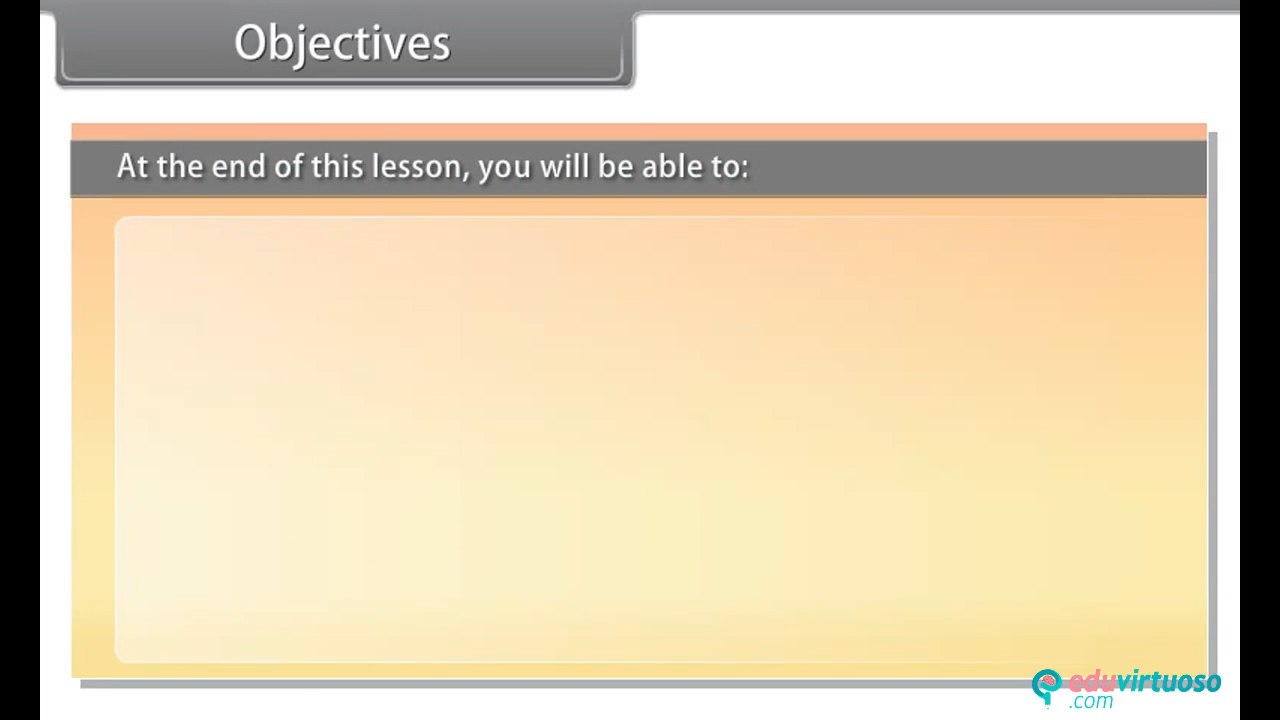 Objectives
At the end of this lesson, you will be able to:
eduvirtuoso
.com